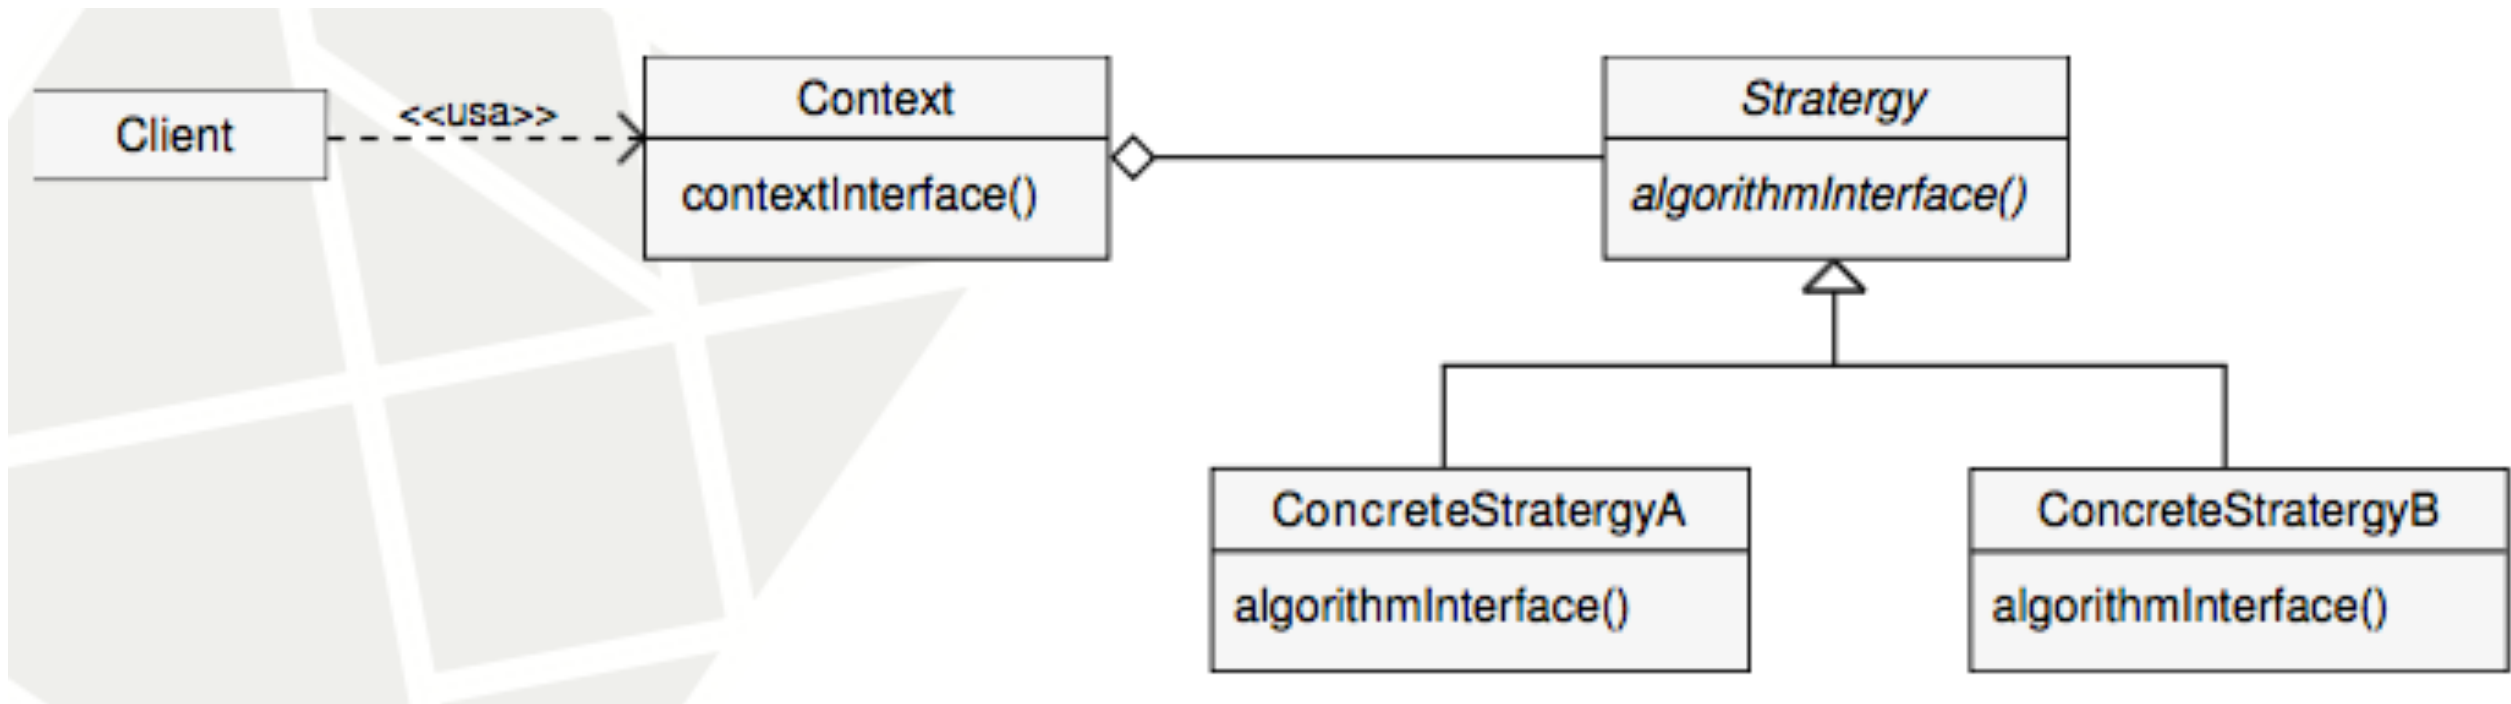 Client
<<usa>>
Context
contextInterface()
Stratergy
algorithmInterface()
ConcreteStratergyA
algorithmInterface()
ConcreteStratergyB
algorithmInterface()